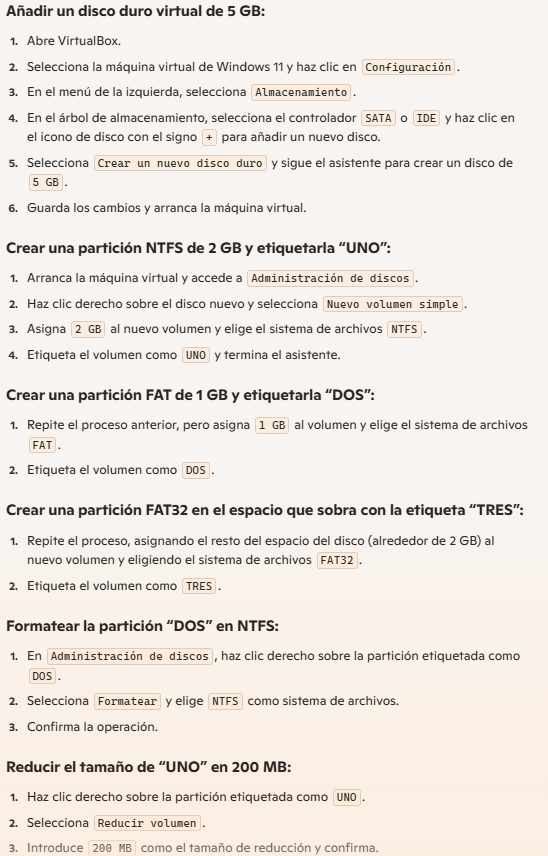 Añadir un disco duro virtual de 5 GB:
1. Abre VirtualBox.
2. Selecciona la máquina virtual de Windows 11 y haz clic en Configuración.
3. En el menú de la izquierda, selecciona Almacenamiento.
4. En el árbol de almacenamiento, selecciona el controlador SATA o IDE y haz clic en
el icono de disco con el signo + para añadir un nuevo disco.
5. Selecciona Crear un nuevo disco duro y sigue el asistente para crear un disco de
5 GB.
6. Guarda los cambios y arranca la máquina virtual.
Crear una partición NTFS de 2 GB y etiquetarla “UNO”:
1. Arranca la máquina virtual y accede a Administración de discos.
2. Haz clic derecho sobre el disco nuevo y selecciona Nuevo volumen simple.
3. Asigna 2 GB al nuevo volumen y elige el sistema de archivos NTFS.
4. Etiqueta el volumen como UNO y termina el asistente.
Crear una partición FAT de 1 GB y etiquetarla “DOS”:
1. Repite el proceso anterior, pero asigna 1 GB al volumen y elige el sistema de archivos
FAT.
2. Etiqueta el volumen como DOS.
Crear una partición FAT32 en el espacio que sobra con la etiqueta “TRES”:
1. Repite el proceso, asignando el resto del espacio del disco (alrededor de 2 GB) al
nuevo volumen y eligiendo el sistema de archivos FAT32.
2. Etiqueta el volumen como TRES.
Formatear la partición “DOS” en NTFS:
1. En Administración de discos, haz clic derecho sobre la partición etiquetada como
DOS.
2. Selecciona Formatear y elige NTFS como sistema de archivos.
3. Confirma la operación.
Reducir el tamaño de “UNO” en 200 MB:
1. Haz clic derecho sobre la partición etiquetada como UNO.
2. Selecciona Reducir volumen.
3. Introduce 200 MB como el tamaño de reducción y confirma.